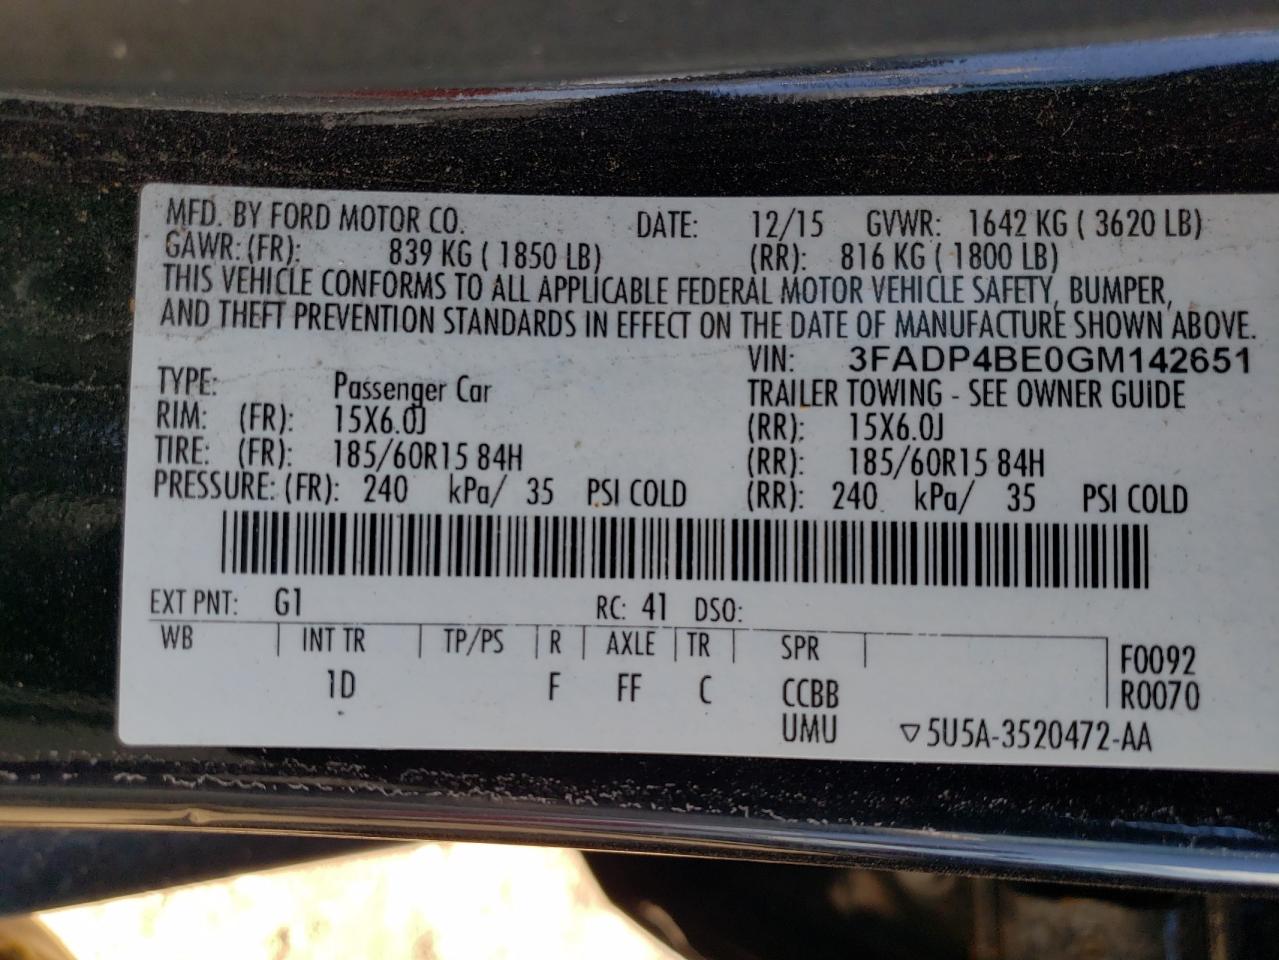 MFD. BY FORD MOTOR CO. DATE: 12/15 GVWR: 1642 KG ( 3620 LB)
GAWR: (FR): 839 KG ( 1850 LB) (RR): 816 KG ( 1800 LB)
THIS VEHICLE CONFORMS TO ALL APPLICABLE FEDERAL MOTOR VEHICLE SAFETY, BUMPER,
AND THEFT PREVENTION STANDARDS IN EFFECT ON THE DATE OF MANUFACTURE SHOWN ABOVE.
VIN: 3FADP4BE0GM142651
TYPE: Passenger Car TRAILER TOWING - SEE OWNER GUIDE
RIM: (FR): 15X6.0J (RR): 15X6.0J
TIRE: (FR): 185/60R15 84H (RR): 185/60R15 84H
PRESSURE: (FR): 240 kPa/ 35 PSI COLD (RR): 240 kPa/ 35 PSI COLD
EXT PNT: G1 RC: 41 DSO:
WB INT TR TP/PS R AXLE TR SPR F0092
1D F FF C CCBB R0070
UMU ▽5U5A-3520472-AA